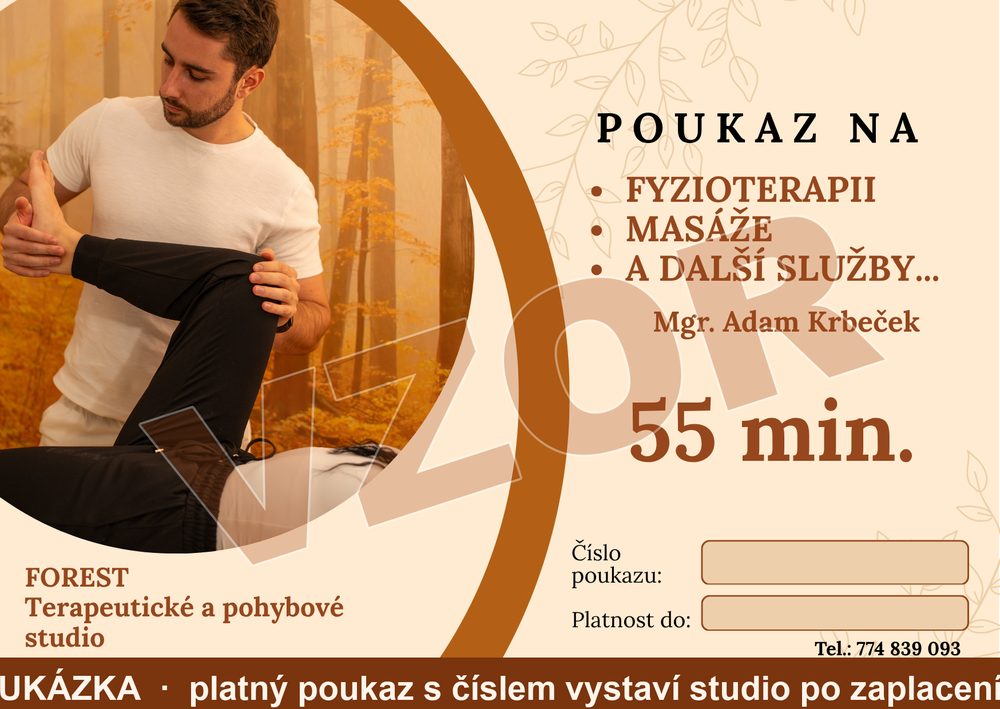 POUKAZ NA
• FYZIOTERAPII
• MASÁŽE
• A DALŠÍ SLUŽBY...
Mgr. Adam Krbeček
55 min.
VZOR
Číslo
poukazu:
Platnost do:
Tel.: 774 839 093
FOREST
Terapeutické a pohybové
studio
UKÁZKA · platný poukaz s číslem vystaví studio po zaplacení